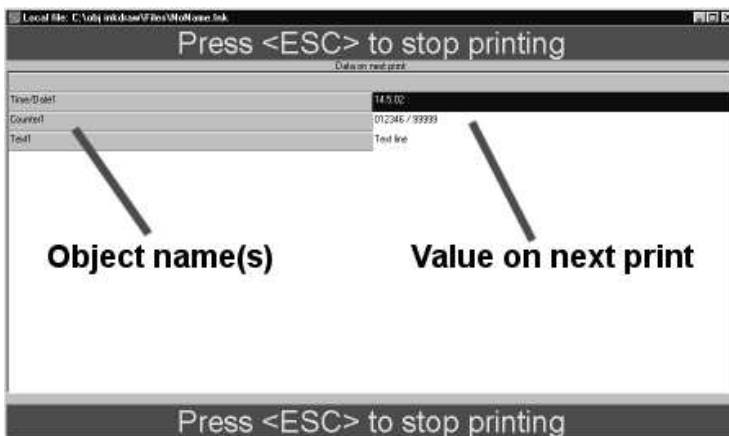 Local file: C:\obj inkdraw\Files\NoName.Ink
Press <ESC> to stop printing
Data on next print
Time/Date1 14.5.02
Counter1 012346 / 99999
Text1 Text line
Object name(s) Value on next print
Press <ESC> to stop printing